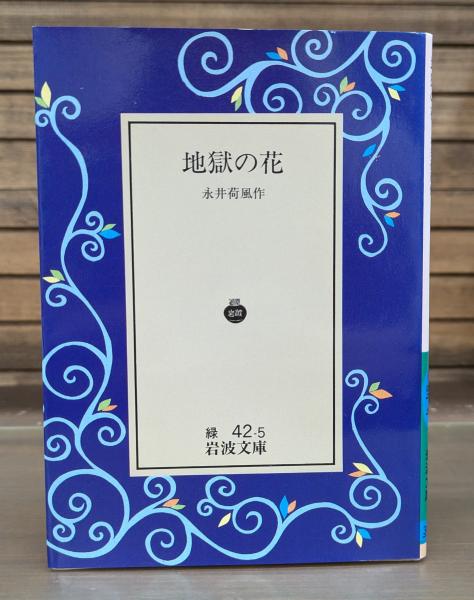 地獄の花
永井荷風作
岩波
緑 42-5
岩波文庫